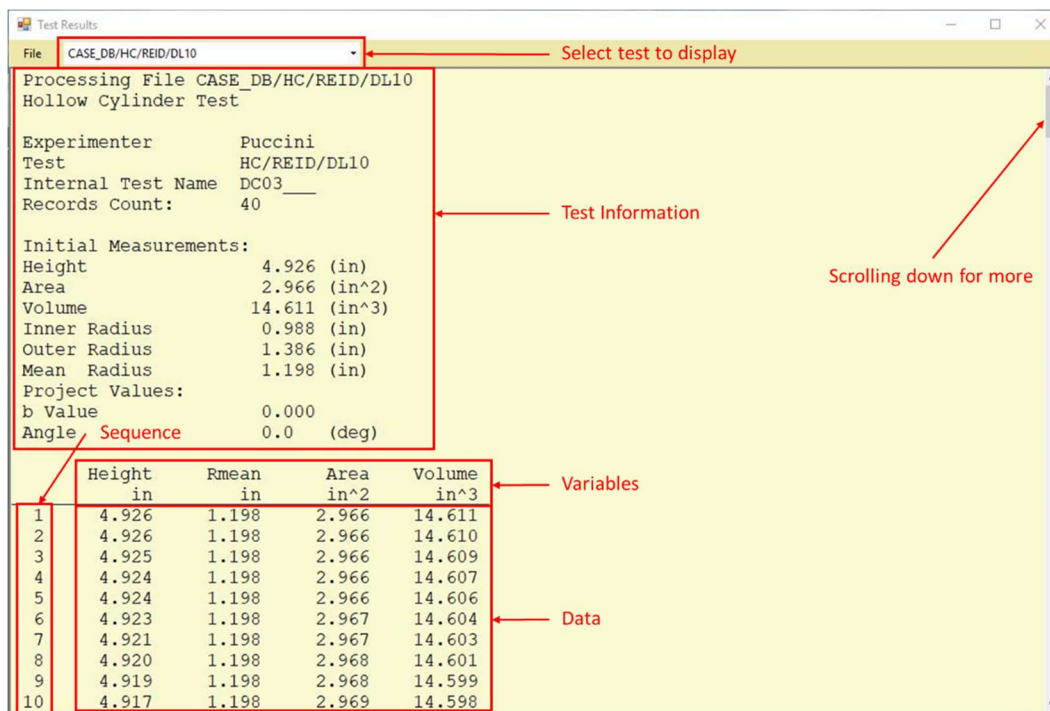 Test Results
File CASE_DB/HC/REID/DL10 Select test to display
Processing File CASE_DB/HC/REID/DL10
Hollow Cylinder Test
Experimenter Puccini
Test HC/REID/DL10
Internal Test Name DC03___
Records Count: 40
Test Information
Initial Measurements:
Height 4.926 (in)
Area 2.966 (in^2)
Scrolling down for more
Volume 14.611 (in^3)
Inner Radius 0.988 (in)
Outer Radius 1.386 (in)
Mean Radius 1.198 (in)
Project Values:
b Value 0.000
Angle 0.0 (deg)
Sequence
Height Rmean Area Volume
in in in^2 in^3
Variables
1 4.926 1.198 2.966 14.611
2 4.926 1.198 2.966 14.610
3 4.925 1.198 2.966 14.609
4 4.924 1.198 2.966 14.607
5 4.924 1.198 2.966 14.606
6 4.923 1.198 2.967 14.604
Data
7 4.921 1.198 2.967 14.603
8 4.920 1.198 2.968 14.601
9 4.919 1.198 2.968 14.599
10 4.917 1.198 2.969 14.598